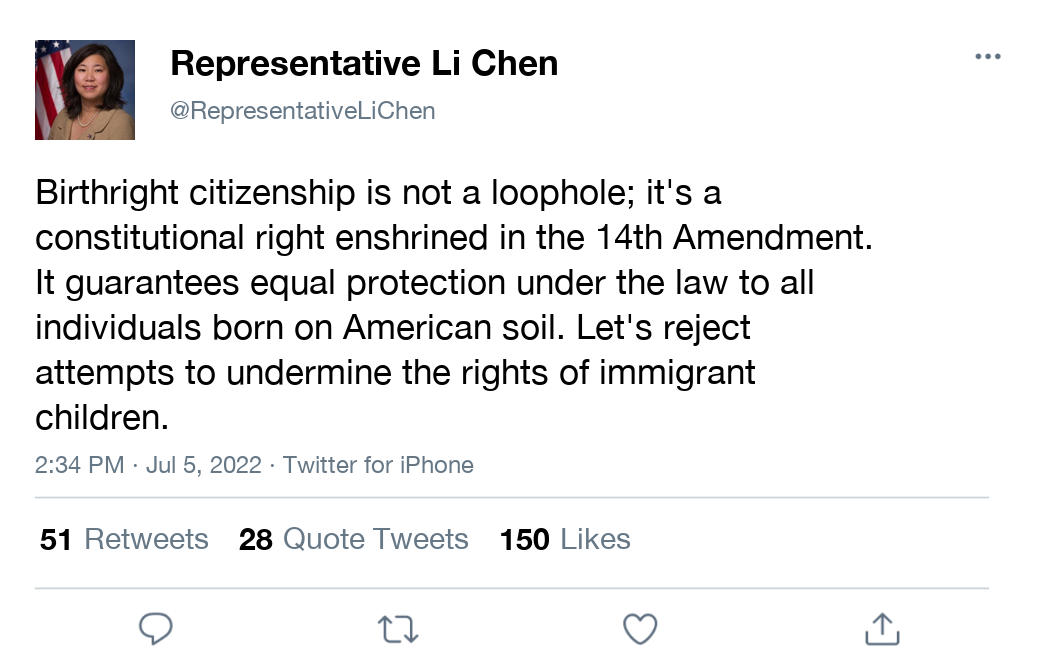 Representative Li Chen
@RepresentativeLiChen
Birthright citizenship is not a loophole; it's a
constitutional right enshrined in the 14th Amendment.
It guarantees equal protection under the law to all
individuals born on American soil. Let's reject
attempts to undermine the rights of immigrant
children.
2:34 PM · Jul 5, 2022 · Twitter for iPhone
51 Retweets 28 Quote Tweets 150 Likes